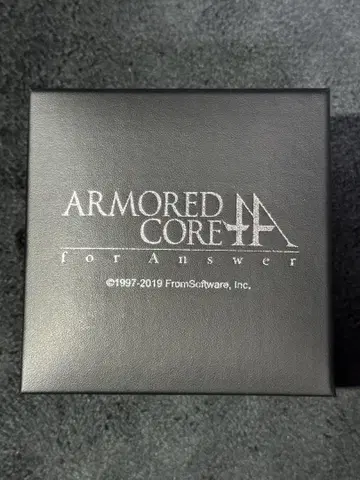 ARMORED
CORE
for Answer
©1997-2019 FromSoftware, Inc.